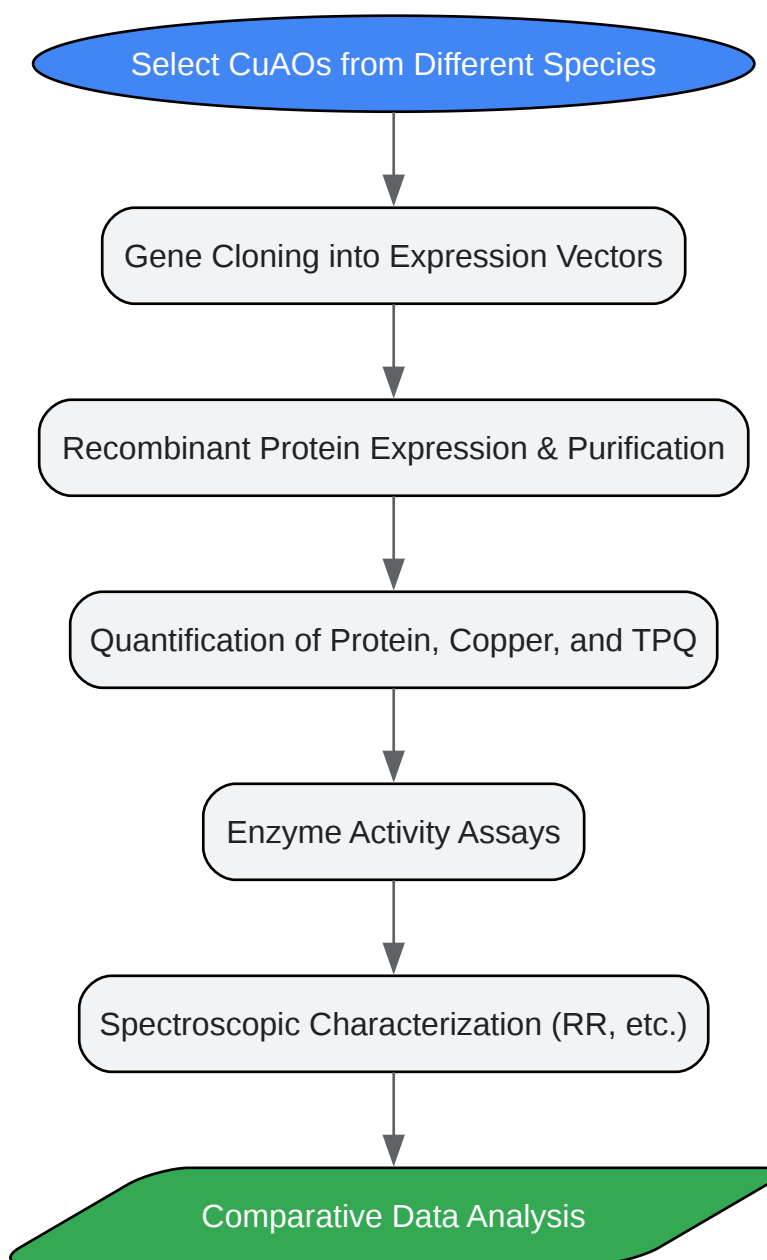 Select CuAOs from Different Species
Gene Cloning into Expression Vectors
Recombinant Protein Expression & Purification
Quantification of Protein, Copper, and TPQ
Enzyme Activity Assays
Spectroscopic Characterization (RR, etc.)
Comparative Data Analysis